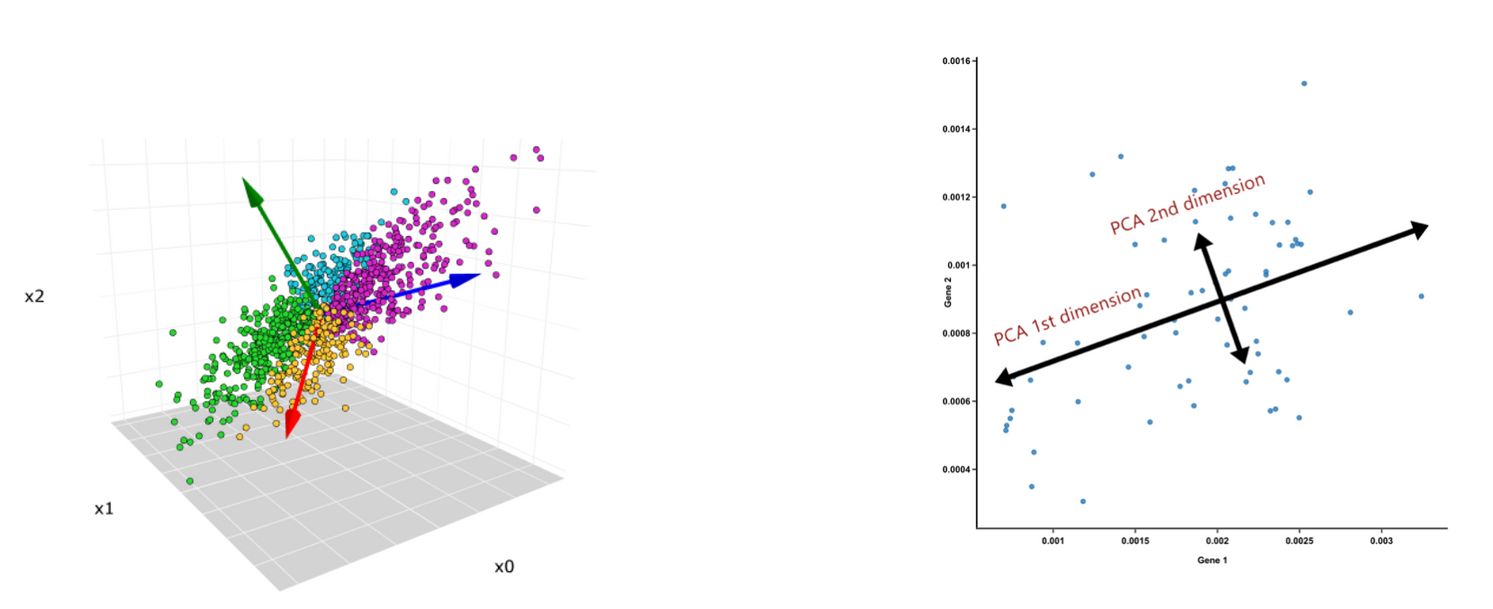 x2
x1
x0
0.0016
0.0014
0.0012
0.001
0.0008
0.0006
0.0004
Gene 2
PCA 2nd dimension
PCA 1st dimension
0.001 0.0015 0.002 0.0025 0.003
Gene 1